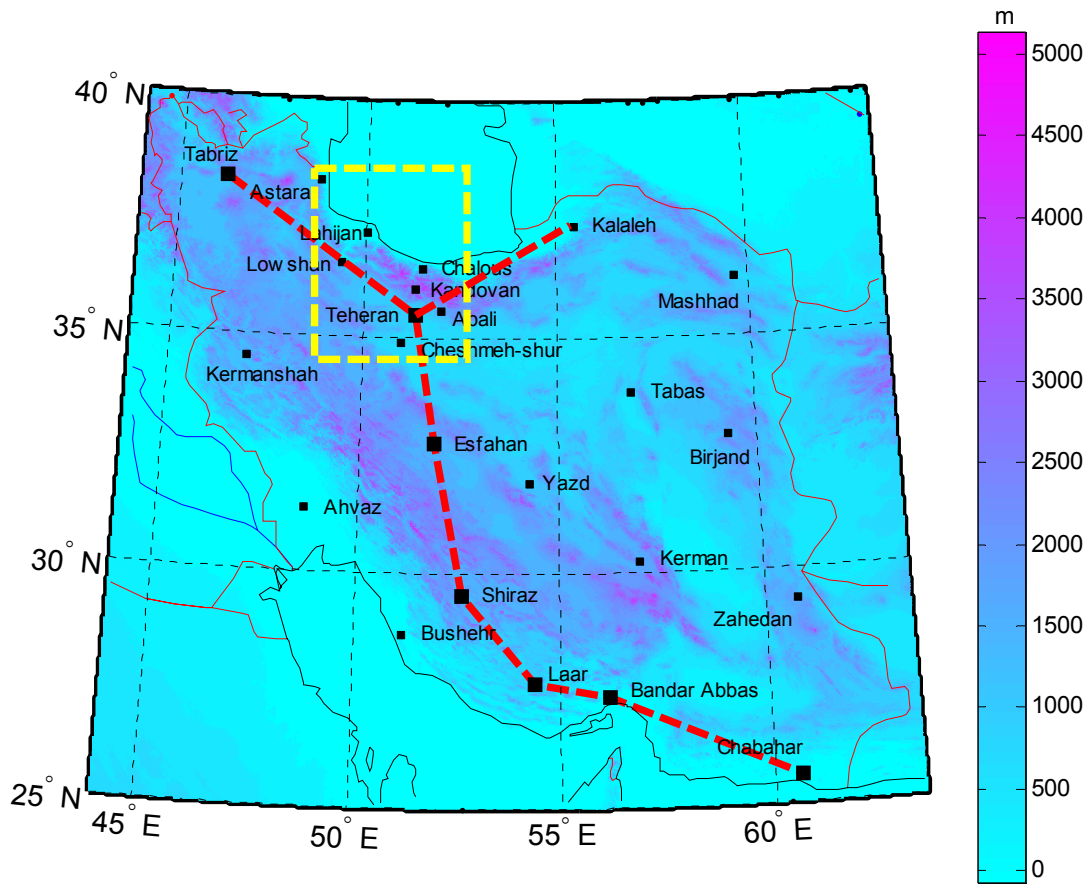 m
5000
4500
4000
3500
3000
2500
2000
1500
1000
500
0
40° N
35° N
30° N
25° N
45° E
50° E
55° E
60° E
Tabriz
Astara
Lahijan
Kalaleh
Lowshan
Chalous
Kandovan
Mashhad
Teheran
Abali
Cheshmeh-shur
Kermanshah
Tabas
Esfahan
Birjand
Yazd
Ahvaz
Kerman
Shiraz
Zahedan
Bushehr
Laar
Bandar Abbas
Chabahar